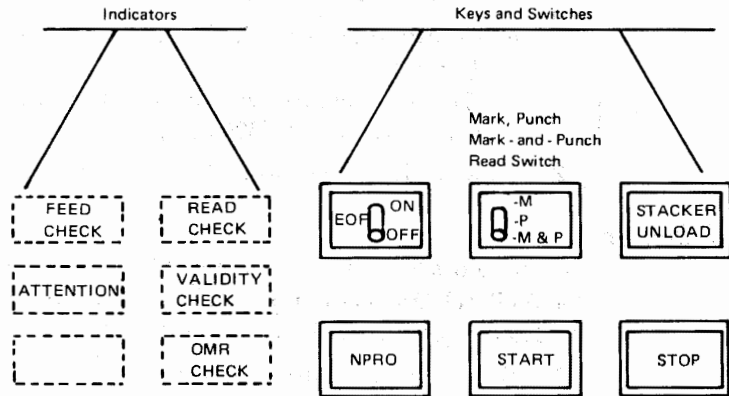 Indicators
Keys and Switches
Mark, Punch
Mark - and - Punch
Read Switch
FEED
CHECK
READ
CHECK
EOF
ON
OFF
-M
-P
-M & P
STACKER
UNLOAD
ATTENTION
VALIDITY
CHECK
OMR
CHECK
NPRO
START
STOP